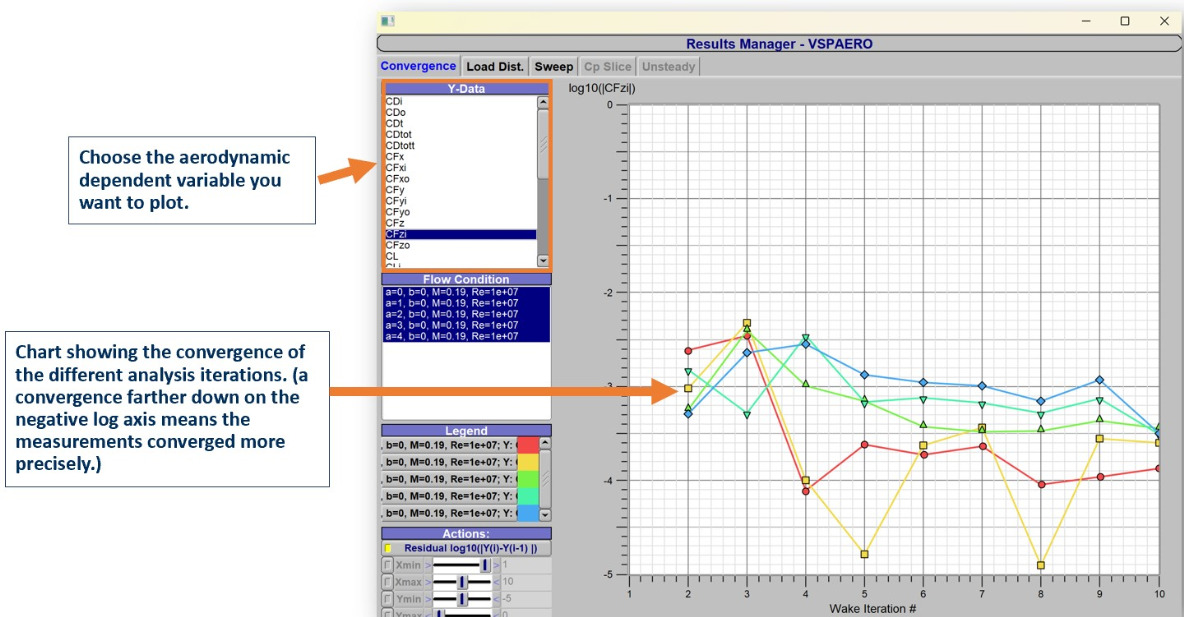 Results Manager - VSPAERO
Convergence Load Dist. Sweep Cp Slice Unsteady
Y-Data
CDi
CDo
CDt
CDtot
CDtott
CFx
CFxi
CFxo
CFy
CFyi
CFyo
CFz
CFzi
CFzo
CL
CLi
Choose the aerodynamic
dependent variable you
want to plot.
Flow Condition
a=0, b=0, M=0.19, Re=1e+07
a=1, b=0, M=0.19, Re=1e+07
a=2, b=0, M=0.19, Re=1e+07
a=3, b=0, M=0.19, Re=1e+07
a=4, b=0, M=0.19, Re=1e+07
Chart showing the convergence of
the different analysis iterations. (a
convergence farther down on the
negative log axis means the
measurements converged more
precisely.)
Legend
, b=0, M=0.19, Re=1e+07; Y:
, b=0, M=0.19, Re=1e+07; Y:
, b=0, M=0.19, Re=1e+07; Y:
, b=0, M=0.19, Re=1e+07; Y:
, b=0, M=0.19, Re=1e+07; Y:
Actions:
Residual log10(|Y(i)-Y(i-1) |)
Xmin > < 1
Xmax > < 10
Ymin > < -5
Ymax > < 0
log10(|CFzi|)
0
-1
-2
-3
-4
-5
1 2 3 4 5 6 7 8 9 10
Wake Iteration #